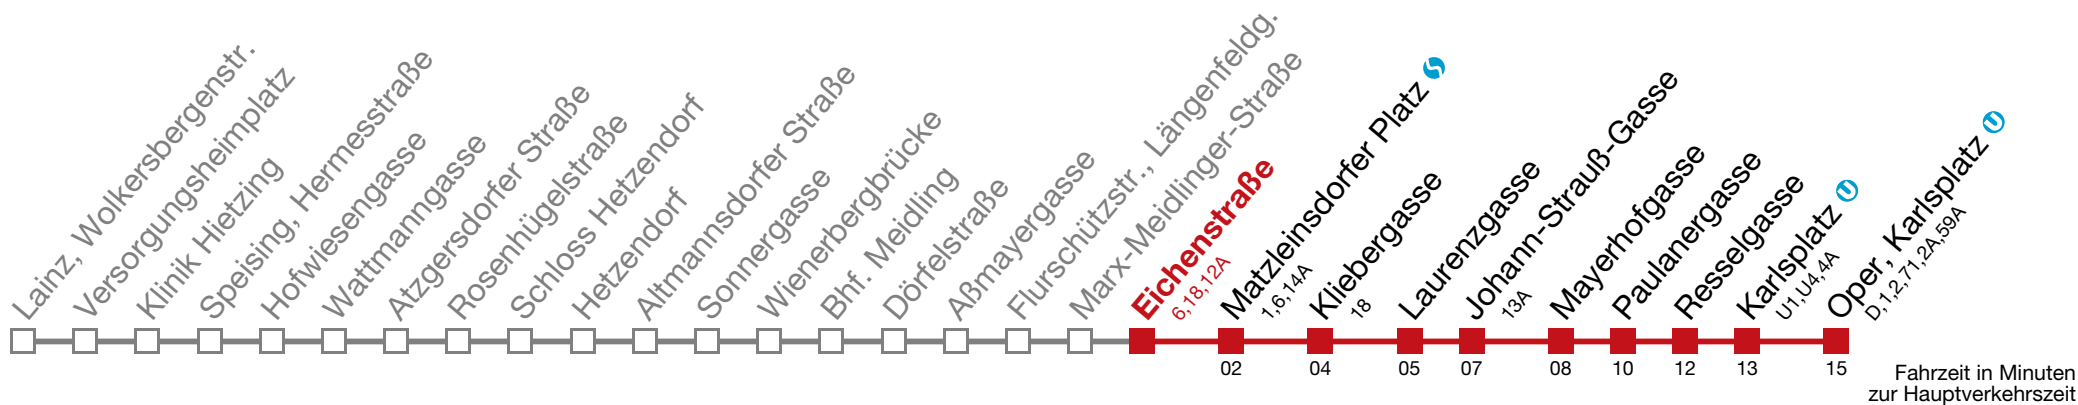 Lainz, Wolkersbergenstr.
Versorgungsheimplatz
Klinik Hietzing
Speising, Hermesstraße
Hofwiesengasse
Wattmanngasse
Atzgersdorfer Straße
Rosenhügelstraße
Schloss Hetzendorf
Hetzendorf
Altmannsdorfer Straße
Sonnergasse
Wienerbergbrücke
Bhf. Meidling
Dörfelstraße
Aßmayergasse
Flurschützstr., Längenfeldg.
Marx-Meidlinger-Straße
Eichenstraße
6,18,12A
Matzleinsdorfer Platz S
1,6,14A
Kliebergasse
18
Laurenzgasse
Johann-Strauß-Gasse
13A
Mayerhofgasse
Paulanergasse
Resselgasse
Karlsplatz U
U1,U4,4A
Oper, Karlsplatz U
D,1,2,71,2A,59A
02 04 05 07 08 10 12 13 15
Fahrzeit in Minuten
zur Hauptverkehrszeit